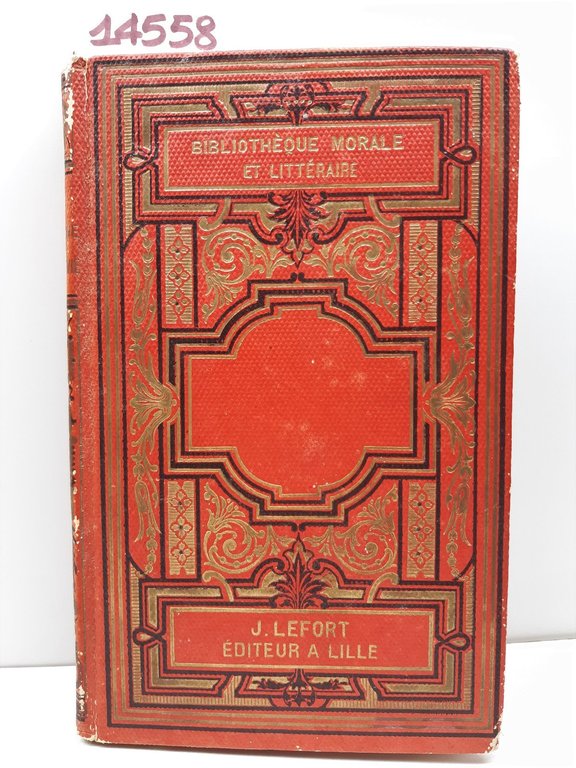 14558
BIBLIOTHÈQUE MORALE
ET LITTÉRAIRE
J. LEFORT
ÉDITEUR A LILLE